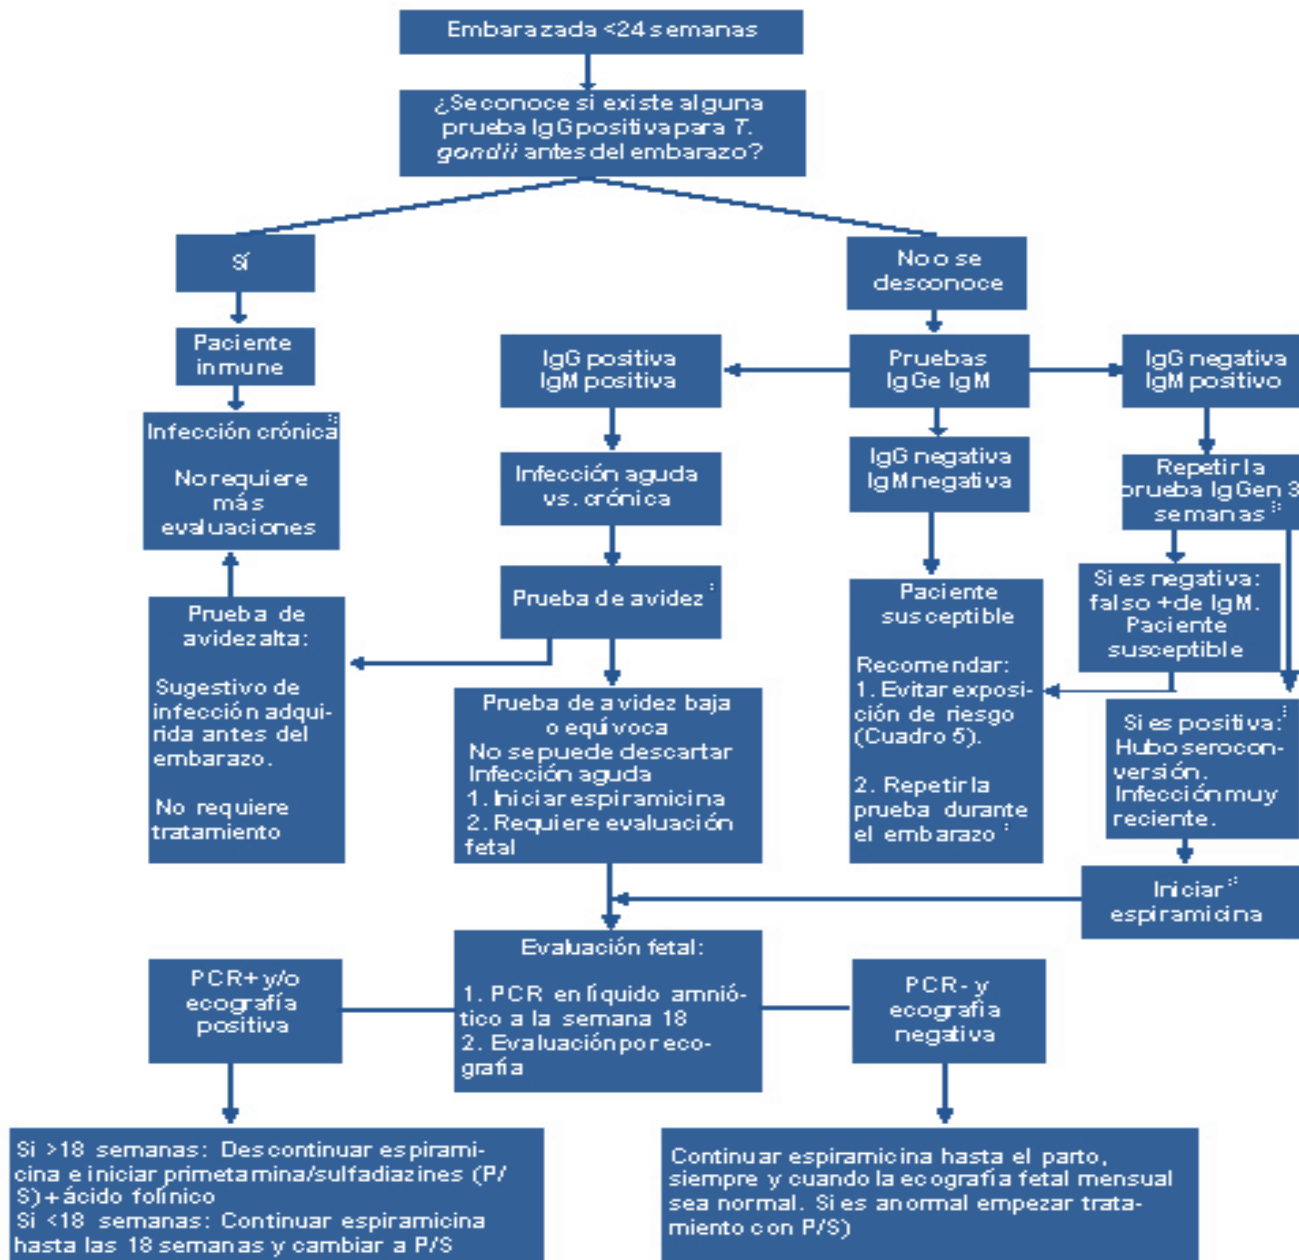 Embarazada <24 semanas
¿Se conoce si existe alguna
prueba IgG positiva para T.
gondii antes del embarazo?
Sí
No o se
desconoce
Paciente
inmune
IgG positiva
IgM positiva
Pruebas
IgG e IgM
IgG negativa
IgM positivo
Infección crónica
No requiere
más
evaluaciones
Infección aguda
vs. crónica
IgG negativa
IgM negativa
Repetir la
prueba IgG en 3
semanas
Prueba de
avidez alta:
Sugestivo de
infección adqui-
rida antes del
embarazo.
No requiere
tratamiento
Prueba de avidez
Paciente
susceptible
Recomendar:
1. Evitar exposi-
ción de riesgo
(Cuadro 5).
2. Repetir la
prueba durante
el embarazo
Si es negativa:
falso + de IgM.
Paciente
susceptible
Prueba de avidez baja
o equívoca
No se puede descartar
Infección aguda
1. Iniciar espiramicina
2. Requiere evaluación
fetal
Si es positiva:
Hubo serocon-
versión.
Infección muy
reciente.
Iniciar
espiramicina
Evaluación fetal:
1. PCR en líquido amnió-
tico a la semana 18
2. Evaluación por eco-
grafía
PCR+ y/o
ecografía
positiva
PCR- y
ecografía
negativa
Si >18 semanas: Descontinuar espirami-
cina e iniciar primetamina/sulfadiazines (P/
S)+ácido folínico
Si <18 semanas: Continuar espiramicina
hasta las 18 semanas y cambiar a P/S
Continuar espiramicina hasta el parto,
siempre y cuando la ecografía fetal mensual
sea normal. Si es anormal empezar trata-
miento con P/S)